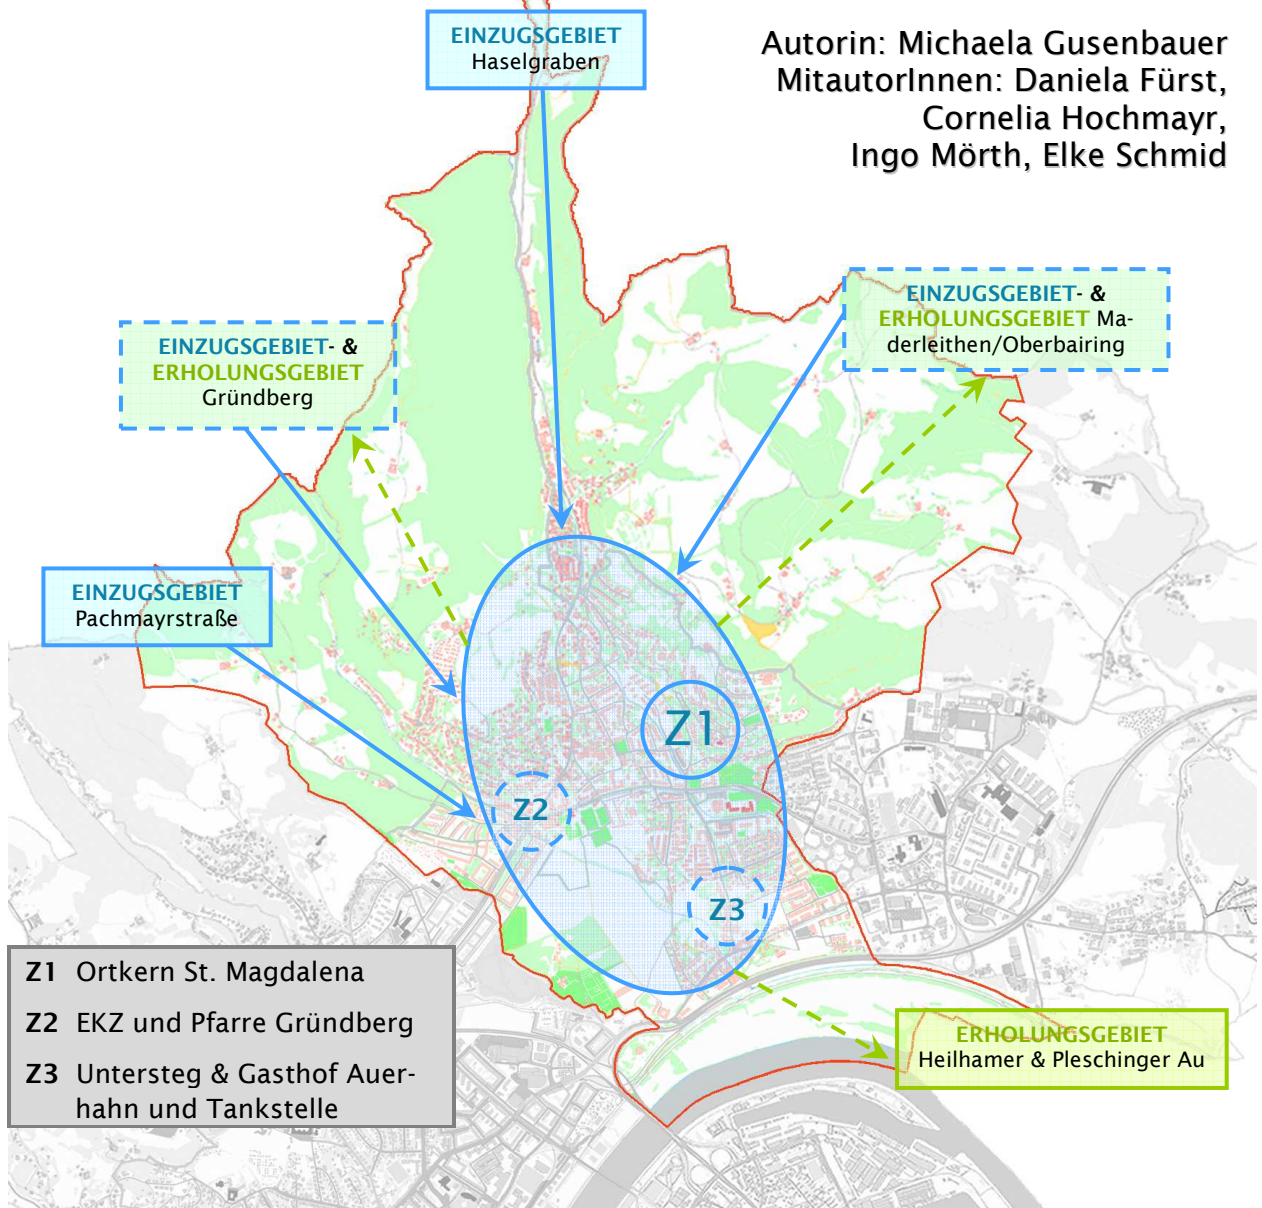 EINZUGSGEBIET
Haselgraben
Autorin: Michaela Gusenbauer
MitautorInnen: Daniela Fürst,
Cornelia Hochmayr,
Ingo Mörth, Elke Schmid
EINZUGSGEBIET- &
ERHOLUNGSGEBIET Ma-
derleithen/Oberbairing
EINZUGSGEBIET- &
ERHOLUNGSGEBIET
Gründberg
EINZUGSGEBIET
Pachmayrstraße
Z1
Z2
Z3
Z1 Ortkern St. Magdalena
Z2 EKZ und Pfarre Gründberg
Z3 Untersteg & Gasthof Auer-
hahn und Tankstelle
ERHOLUNGSGEBIET
Heilhamer & Pleschinger Au